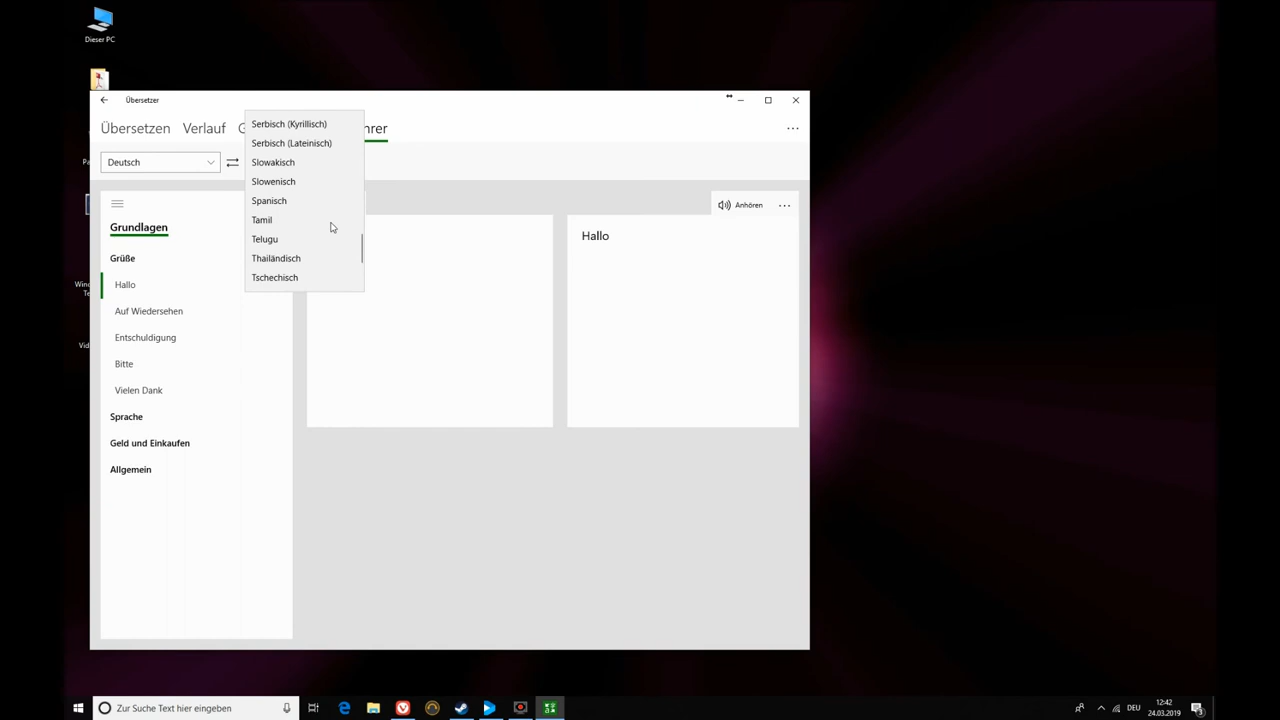 Dieser PC
Übersetzer
Übersetzen Verlauf
Deutsch
Serbisch (Kyrillisch)
Serbisch (Lateinisch)
Slowakisch
Slowenisch
Spanisch
Tamil
Telugu
Thailändisch
Tschechisch
Grundlagen
Grüße
Hallo
Auf Wiedersehen
Entschuldigung
Bitte
Vielen Dank
Sprache
Geld und Einkaufen
Allgemein
Anhören
Hallo
Zur Suche Text hier eingeben
DEU
12:42
24.03.2019
3